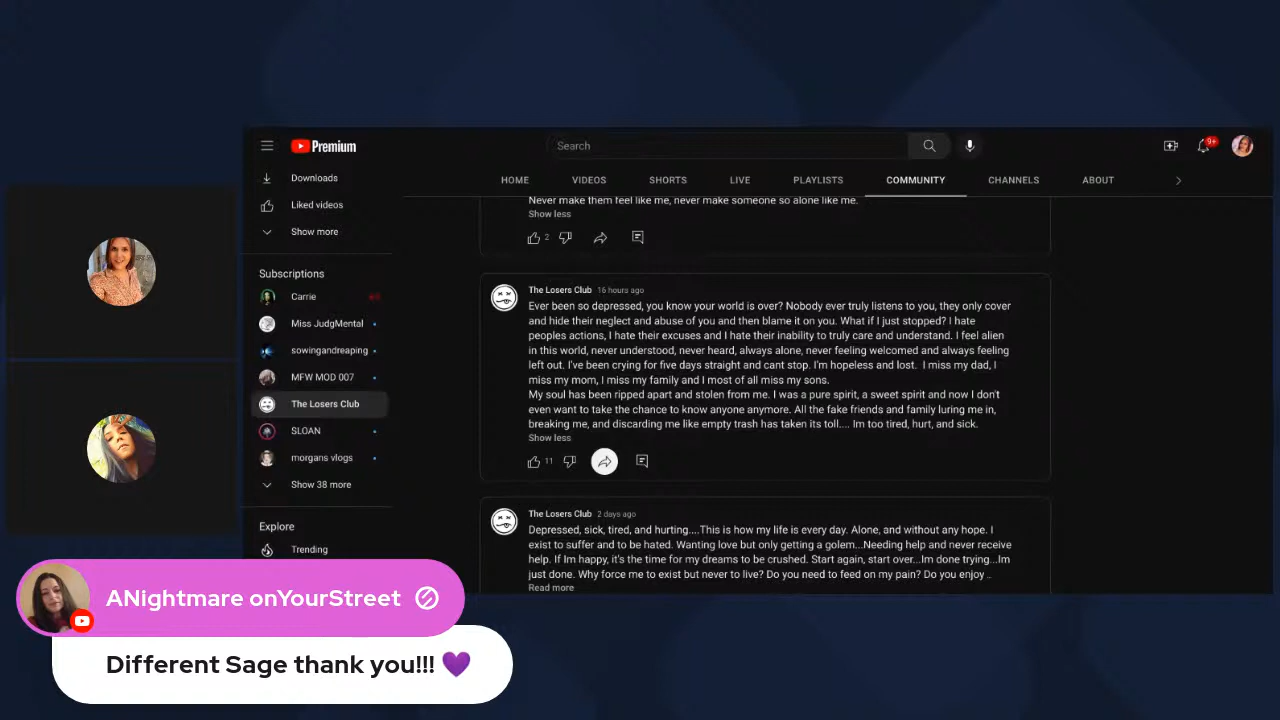 Premium
Search
9+
Downloads
Liked videos
Show more
Subscriptions
Carrie
Miss JudgMental
sowingandreaping
MFW MOD 007
The Losers Club
SLOAN
morgans vlogs
Show 38 more
Explore
Trending
HOME VIDEOS SHORTS LIVE PLAYLISTS COMMUNITY CHANNELS ABOUT
Never make them feel like me, never make someone so alone like me.
Show less
2
The Losers Club 16 hours ago
Ever been so depressed, you know your world is over? Nobody ever truly listens to you, they only cover
and hide their neglect and abuse of you and then blame it on you. What if I just stopped? I hate
peoples actions, I hate their excuses and I hate their inability to truly care and understand. I feel alien
in this world, never understood, never heard, always alone, never feeling welcomed and always feeling
left out. I've been crying for five days straight and cant stop. I'm hopeless and lost. I miss my dad, I
miss my mom, I miss my family and I most of all miss my sons.
My soul has been ripped apart and stolen from me. I was a pure spirit, a sweet spirit and now I don't
even want to take the chance to know anyone anymore. All the fake friends and family luring me in,
breaking me, and discarding me like empty trash has taken its toll.... Im too tired, hurt, and sick.
Show less
11
The Losers Club 2 days ago
Depressed, sick, tired, and hurting....This is how my life is every day. Alone, and without any hope. I
exist to suffer and to be hated. Wanting love but only getting a golem...Needing help and never receive
help. If Im happy, it's the time for my dreams to be crushed. Start again, start over...Im done trying...Im
just done. Why force me to exist but never to live? Do you need to feed on my pain? Do you enjoy ...
Read more
ANightmare onYourStreet
Different Sage thank you!!! 💜